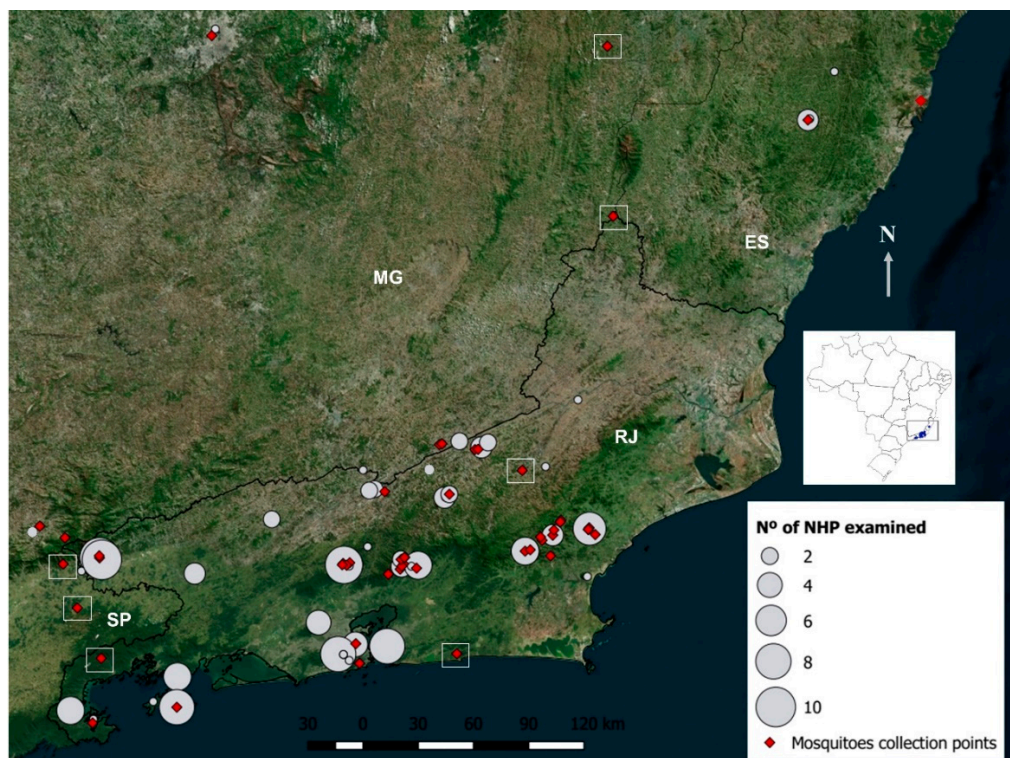 ES
N
MG
RJ
SP
30 0 30 60 90 120 km
Nº of NHP examined
2
4
6
8
10
Mosquitoes collection points